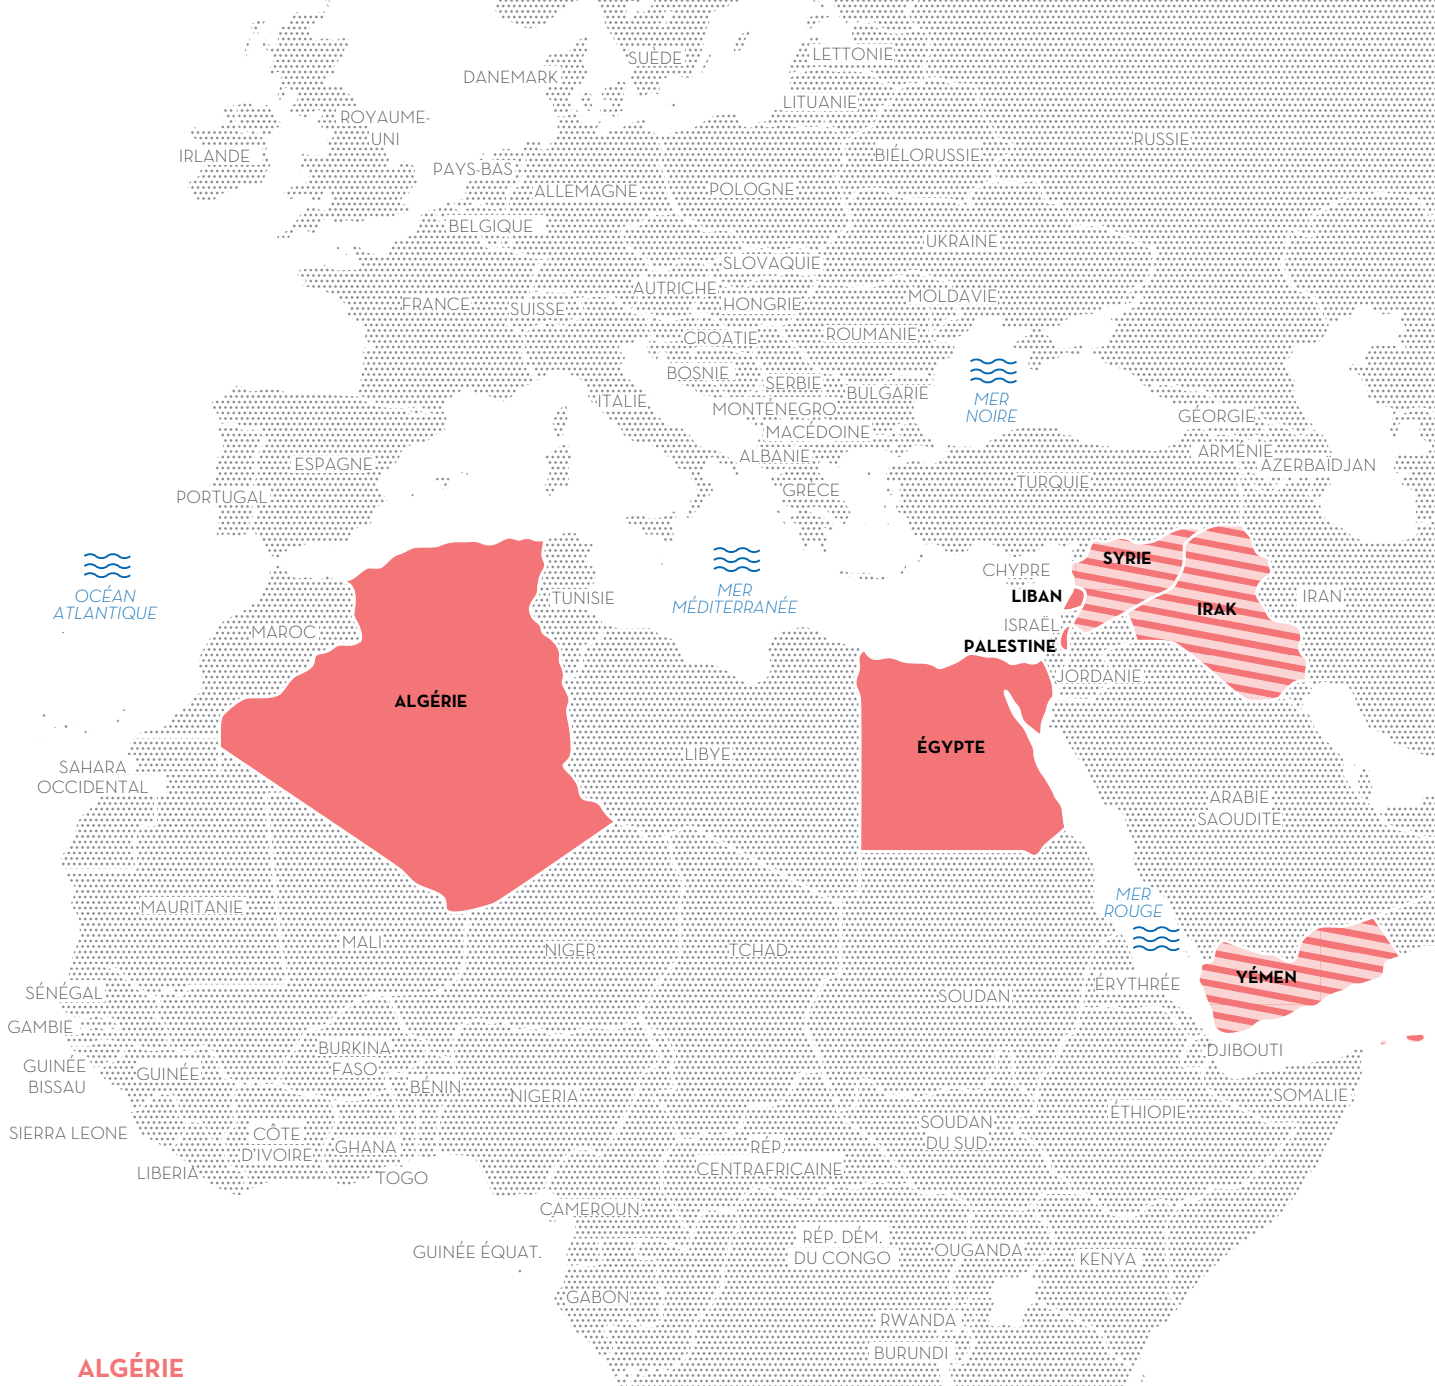 SUÈDE
LETTONIE
DANEMARK
LITUANIE
ROYAUME-
UNI
RUSSIE
IRLANDE
BIÉLORUSSIE
PAYS-BAS
ALLEMAGNE
POLOGNE
BELGIQUE
UKRAINE
SLOVAQUIE
AUTRICHE
MOLDAVIE
FRANCE
SUISSE
HONGRIE
CROATIE
ROUMANIE
BOSNIE
SERBIE
BULGARIE
MER
NOIRE
ITALIE
MONTÉNEGRO
GÉORGIE
MACÉDOINE
ALBANIE
ARMÉNIE
ESPAGNE
AZERBAÏDJAN
PORTUGAL
GRÈCE
TURQUIE
SYRIE
CHYPRE
OCÉAN
ATLANTIQUE
TUNISIE
MER
MÉDITERRANÉE
LIBAN
IRAK
IRAN
MAROC
ISRAËL
PALESTINE
JORDANIE
ALGÉRIE
ÉGYPTE
LIBYE
SAHARA
OCCIDENTAL
ARABIE
SAOUDITE
MAURITANIE
MER
ROUGE
MALI
NIGER
TCHAD
YÉMEN
SÉNÉGAL
SOUDAN
ÉRYTHRÉE
GAMBIE
BURKINA
FASO
DJIBOUTI
GUINÉE
BISSAU
GUINÉE
BÉNIN
NIGERIA
SOMALIE
ÉTHIOPIE
SIERRA LEONE
CÔTE
D'IVOIRE
GHANA
SOUDAN
DU SUD
LIBERIA
TOGO
RÉP.
CENTRAFRICAINE
CAMEROUN
GUINÉE ÉQUAT.
RÉP. DÉM.
DU CONGO
OUGANDA
KENYA
GABON
RWANDA
BURUNDI
ALGÉRIE